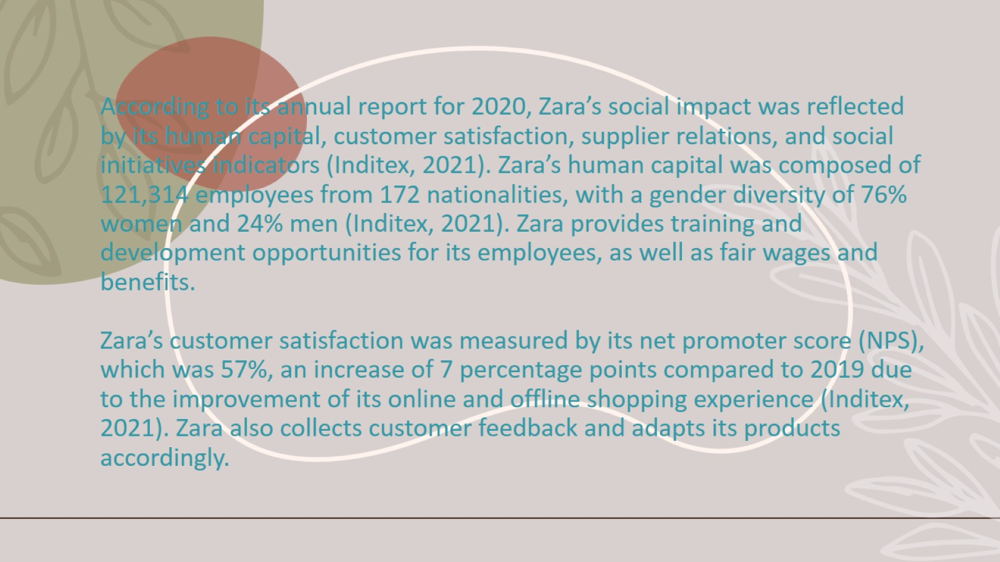 According to its annual report for 2020, Zara’s social impact was reflected
by its human capital, customer satisfaction, supplier relations, and social
initiatives indicators (Inditex, 2021). Zara’s human capital was composed of
121,314 employees from 172 nationalities, with a gender diversity of 76%
women and 24% men (Inditex, 2021). Zara provides training and
development opportunities for its employees, as well as fair wages and
benefits.
Zara’s customer satisfaction was measured by its net promoter score (NPS),
which was 57%, an increase of 7 percentage points compared to 2019 due
to the improvement of its online and offline shopping experience (Inditex,
2021). Zara also collects customer feedback and adapts its products
accordingly.